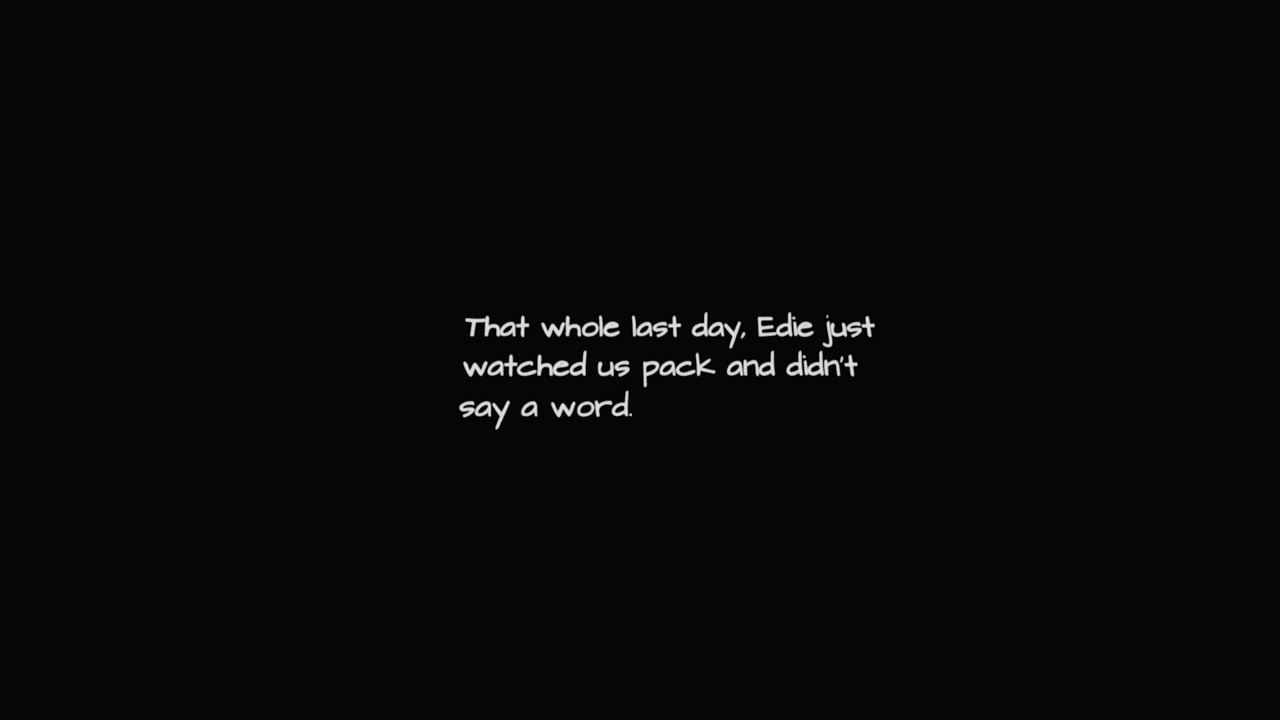 That whole last day, Edie just
watched us pack and didn't
say a word.